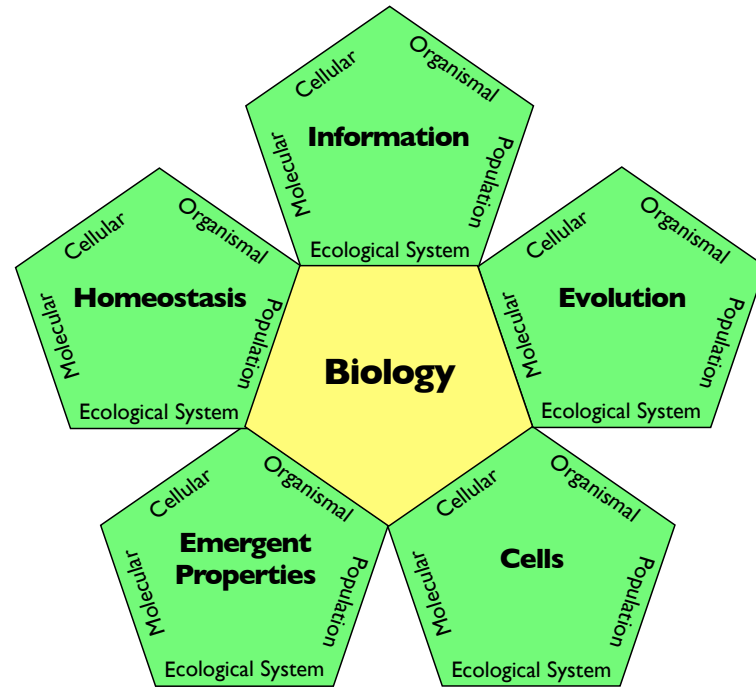 Cellular
Organismal
Information
Molecular
Population
Ecological System
Cellular
Organismal
Homeostasis
Molecular
Population
Ecological System
Cellular
Organismal
Evolution
Molecular
Population
Ecological System
Biology
Cellular
Organismal
Emergent
Properties
Molecular
Population
Ecological System
Cellular
Organismal
Cells
Molecular
Population
Ecological System